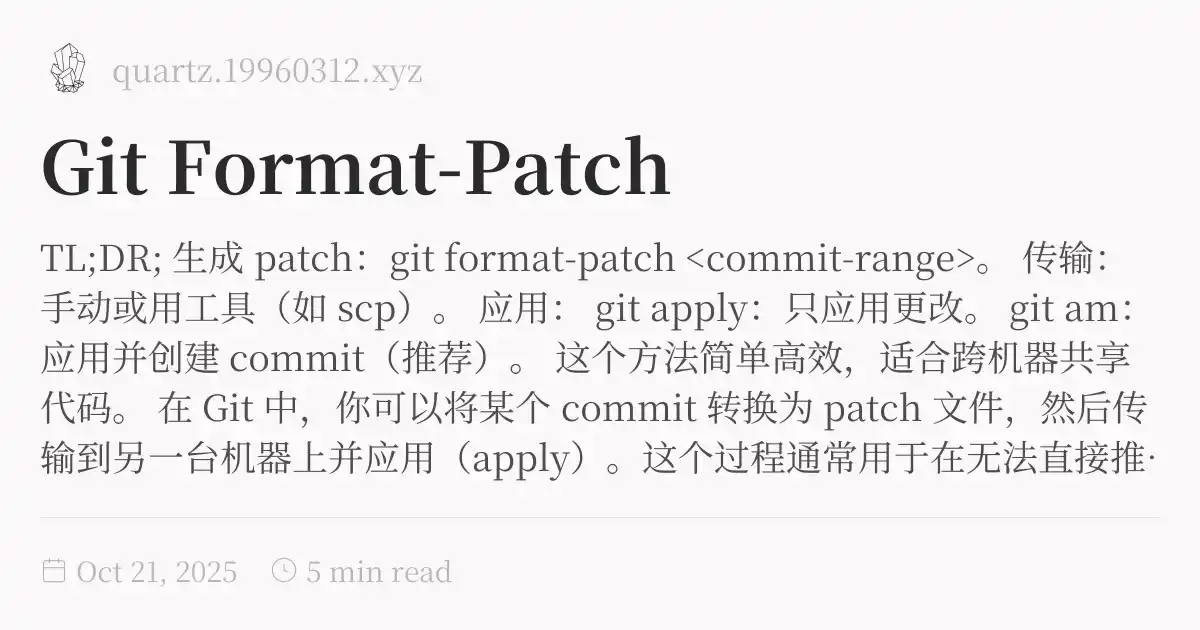 quartz.19960312.xyz
Git Format-Patch
TL;DR; 生成 patch：git format-patch <commit-range>。 传输：
手动或用工具（如 scp）。 应用： git apply：只应用更改。 git am：
应用并创建 commit（推荐）。 这个方法简单高效，适合跨机器共享
代码。 在 Git 中，你可以将某个 commit 转换为 patch 文件，然后传
输到另一台机器上并应用（apply）。这个过程通常用于在无法直接推·
Oct 21, 2025 5 min read